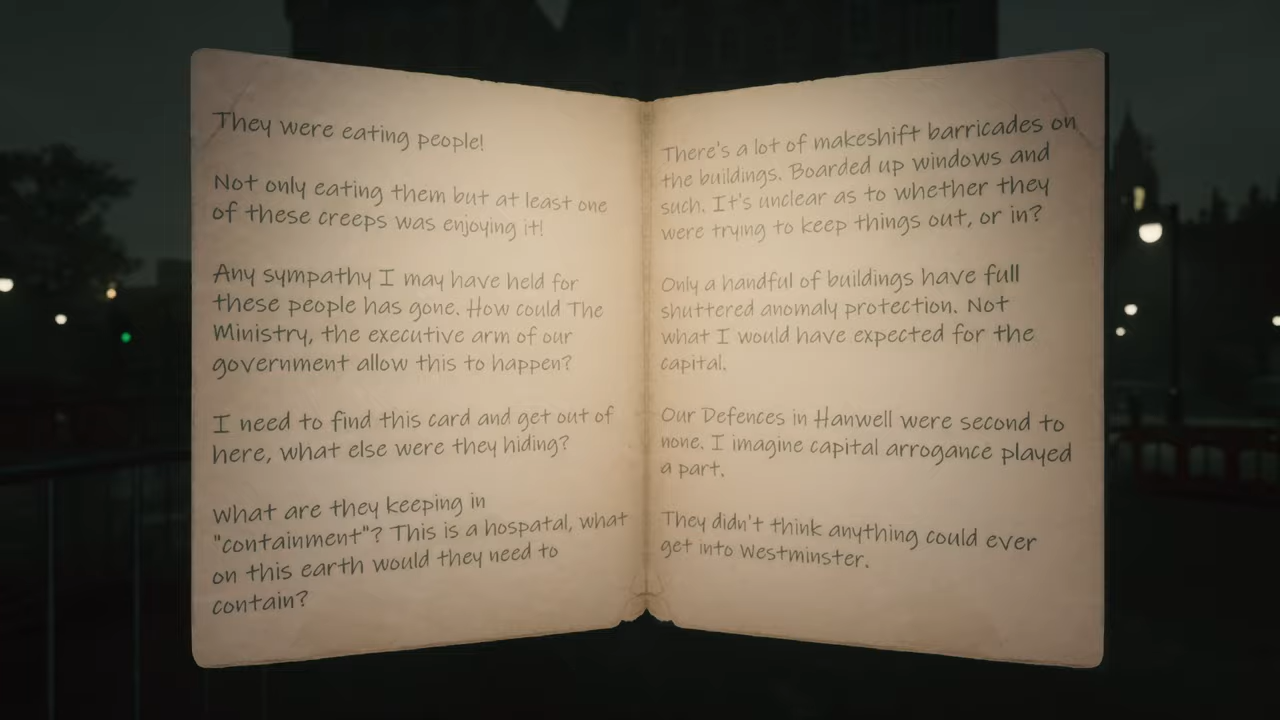 They were eating people!
Not only eating them but at least one
of these creeps was enjoying it!
Any sympathy I may have held for
these people has gone. How could The
Ministry, the executive arm of our
government allow this to happen?
I need to find this card and get out of
here, what else were they hiding?
What are they keeping in
"containment"? This is a hospatal, what
on this earth would they need to
contain?
There's a lot of makeshift barricades on
the buildings. Boarded up windows and
such. It's unclear as to whether they
were trying to keep things out, or in?
Only a handful of buildings have full
shuttered anomaly protection. Not
what I would have expected for the
capital.
Our Defences in Hanwell were second to
none. I imagine capital arrogance played
a part.
They didn't think anything could ever
get into Westminster.